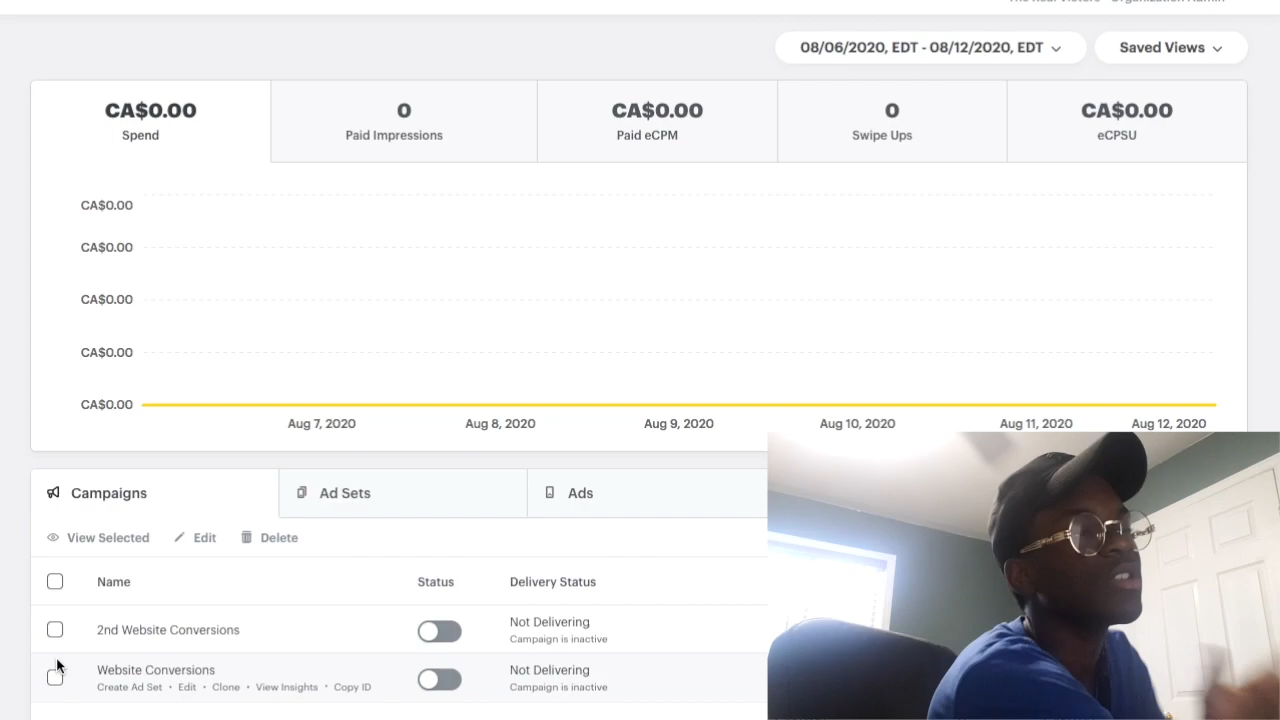 08/06/2020, EDT - 08/12/2020, EDT
Saved Views
CA$0.00
Spend
0
Paid Impressions
CA$0.00
Paid eCPM
0
Swipe Ups
CA$0.00
eCPSU
CA$0.00
CA$0.00
CA$0.00
CA$0.00
CA$0.00
Aug 7, 2020
Aug 8, 2020
Aug 9, 2020
Aug 10, 2020
Aug 11, 2020
Aug 12, 2020
Campaigns
Ad Sets
Ads
View Selected
Edit
Delete
Name
Status
Delivery Status
2nd Website Conversions
Not Delivering
Campaign is inactive
Website Conversions
Create Ad Set • Edit • Clone • View Insights • Copy ID
Not Delivering
Campaign is inactive